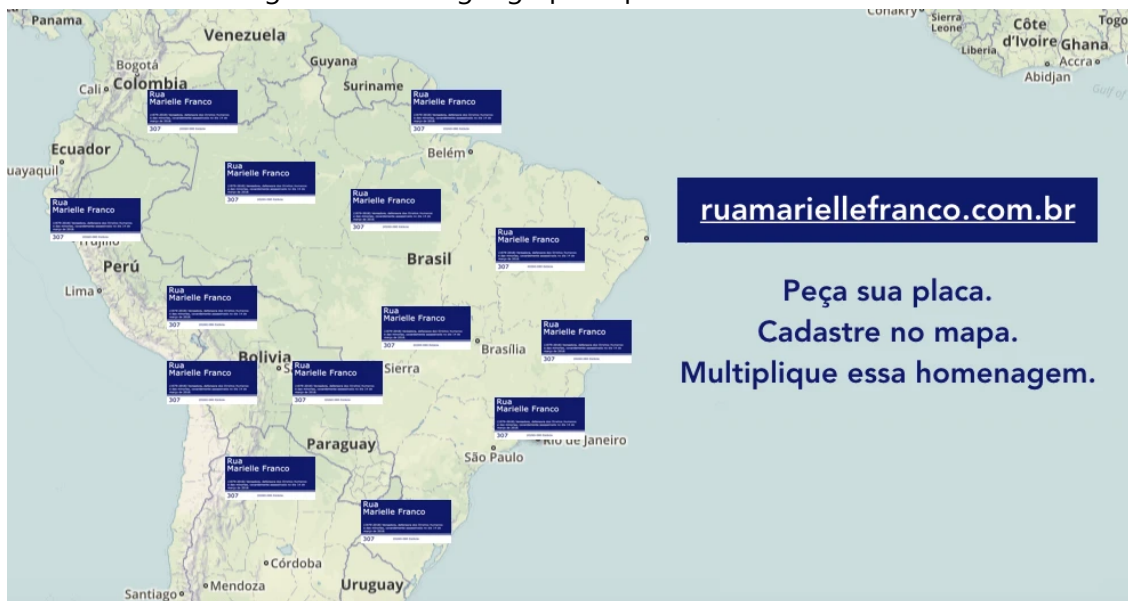 Panama
Venezuela
Conakry
Sierra
Leone
Côte
d'Ivoire
Togo
Liberia
Ghana
Accra
Abidjan
Gulf of
Guyana
Bogotá
Cali
Colombia
Suriname
Rua
Marielle Franco
307
Rua
Marielle Franco
307
Ecuador
Belém
uayaquil
Rua
Marielle Franco
307
Rua
Marielle Franco
307
Rua
Marielle Franco
307
Trujillo
Rua
Marielle Franco
307
Brasil
Perú
Lima
Rua
Marielle Franco
307
Rua
Marielle Franco
307
Rua
Marielle Franco
307
Brasília
Bolivia
Sierra
Rua
Marielle Franco
307
Rua
Marielle Franco
307
Rua
Marielle Franco
307
Rio de Janeiro
São Paulo
Paraguay
Rua
Marielle Franco
307
Rua
Marielle Franco
307
Córdoba
Mendoza
Santiago
Uruguay
ruamariellefranco.com.br
Peça sua placa.
Cadastre no mapa.
Multiplique essa homenagem.